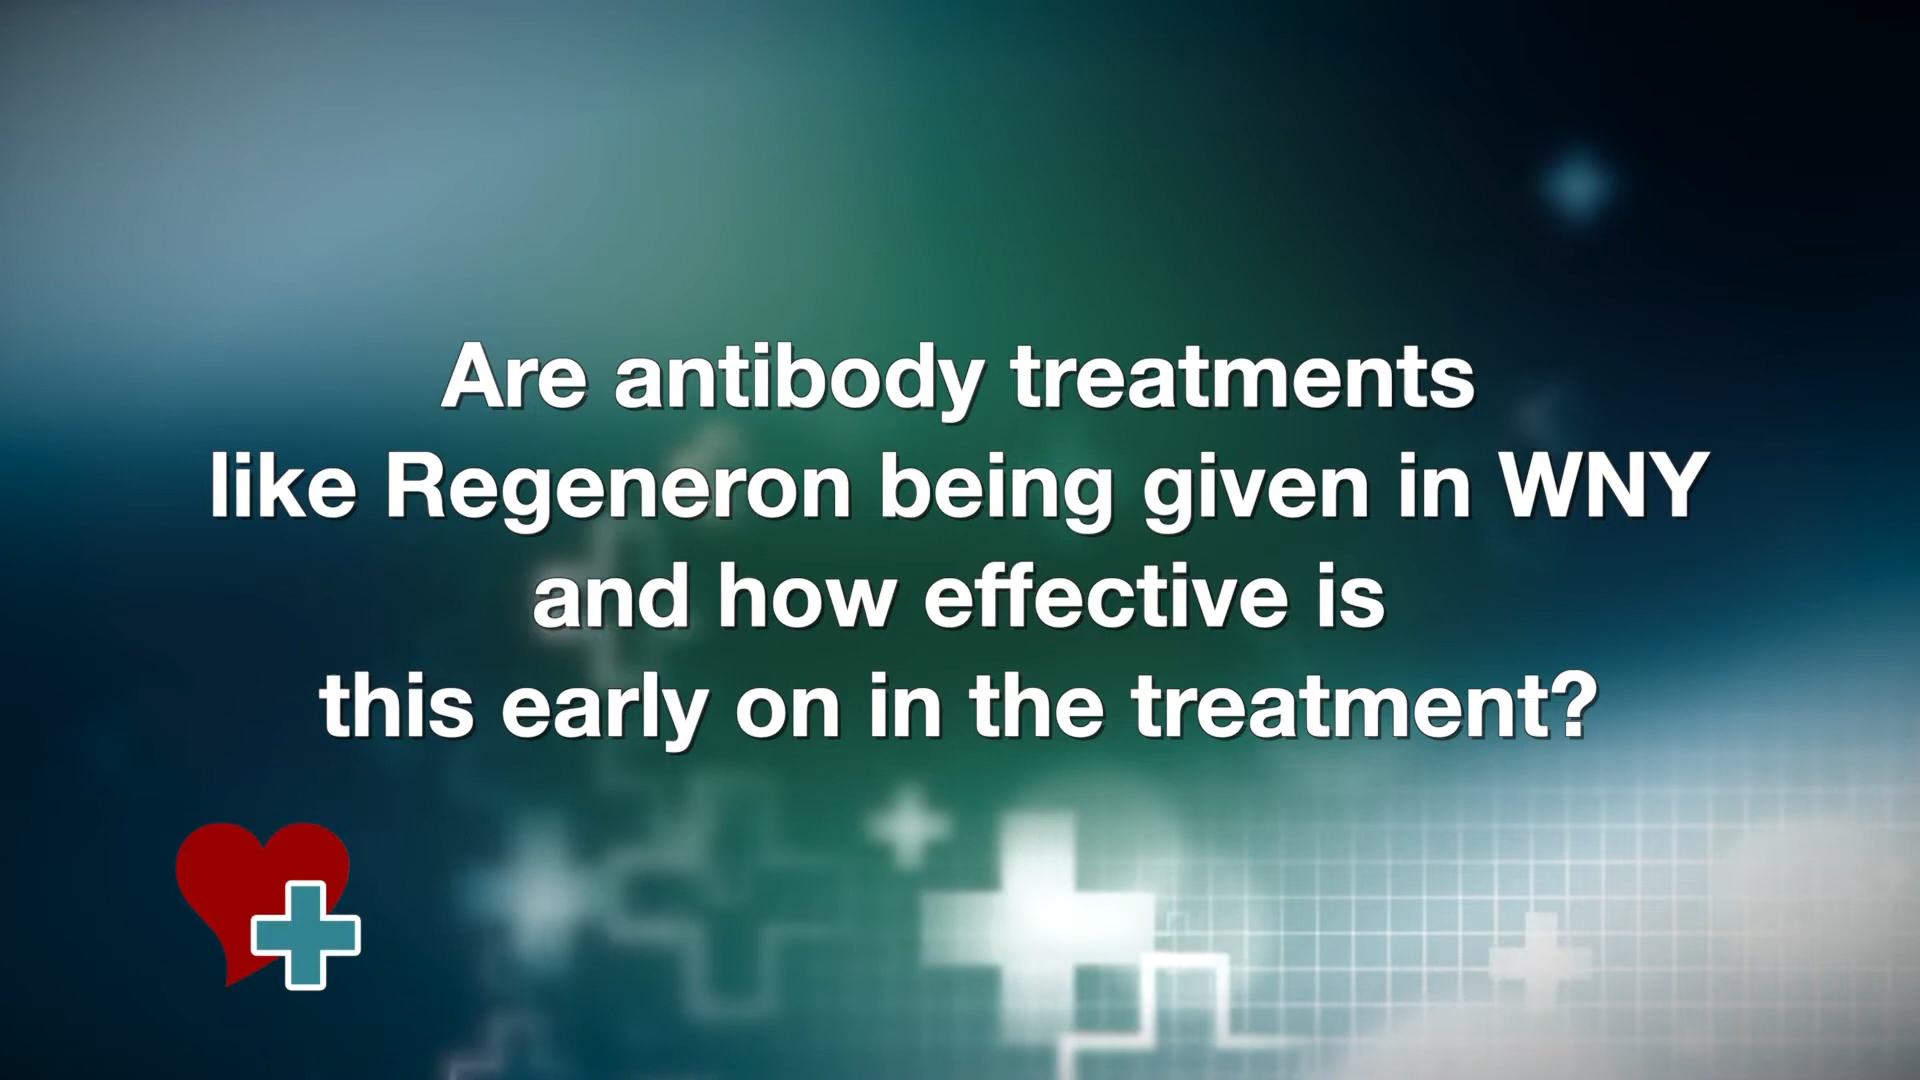 Are antibody treatments
like Regeneron being given in WNY
and how effective is
this early on in the treatment?